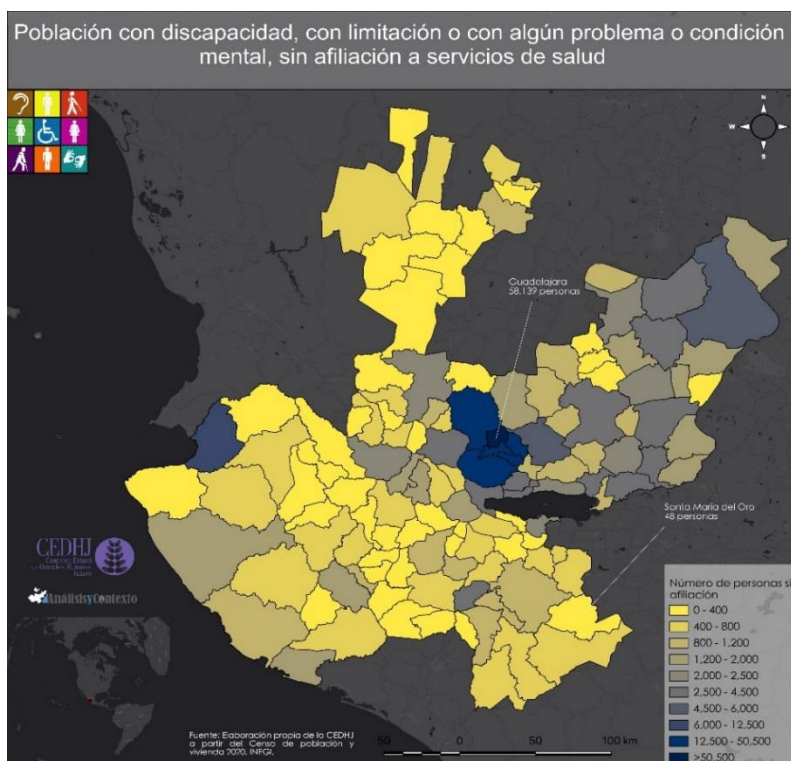 Población con discapacidad, con limitación o con algún problema o condición
mental, sin afiliación a servicios de salud
N
W
E
S
Guadalajara
58,139 personas
Santa María del Oro
48 personas
CEDHJ
AnálisisyContexto
Número de personas si
afiliación
0 - 400
400 - 800
800 - 1,200
1,200 - 2,000
2,000 - 2,500
2,500 - 4,500
4,500 - 6,000
6,000 - 12,500
12,500 - 50,500
>50,500
Fuente: Elaboración propia de la CEDHJ
a partir del Censo de población y
vivienda 2020, INEGI.
50 0 50 100 km